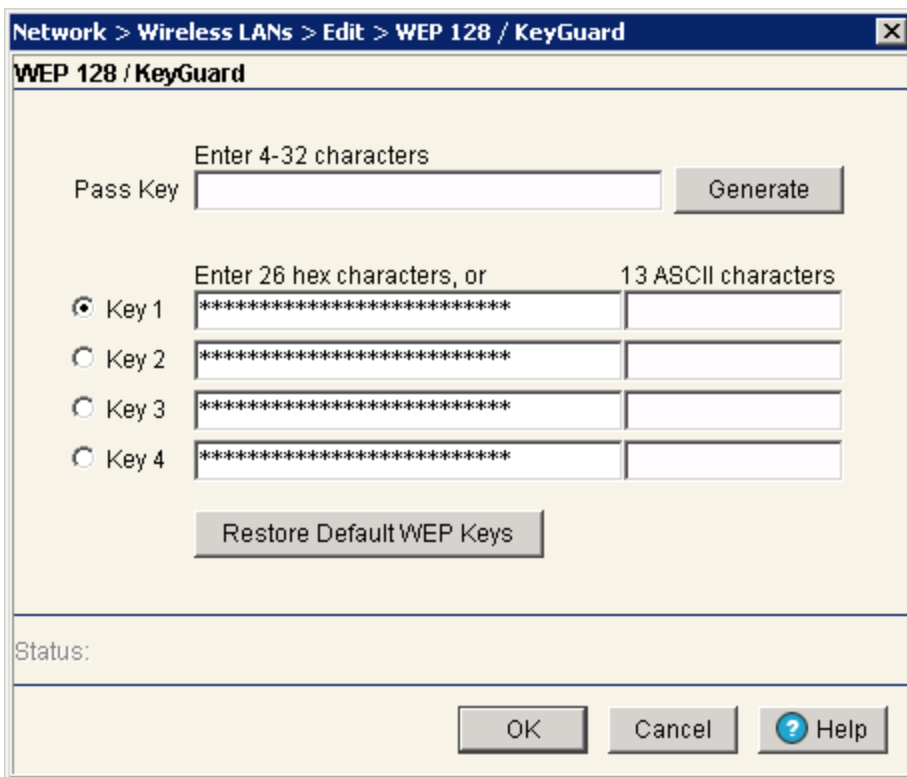 Network > Wireless LANs > Edit > WEP 128 / KeyGuard
WEP 128 / KeyGuard
Enter 4-32 characters
Pass Key
Generate
Enter 26 hex characters, or 13 ASCII characters
Key 1 **************************
Key 2 **************************
Key 3 **************************
Key 4 **************************
Restore Default WEP Keys
Status:
OK Cancel ? Help